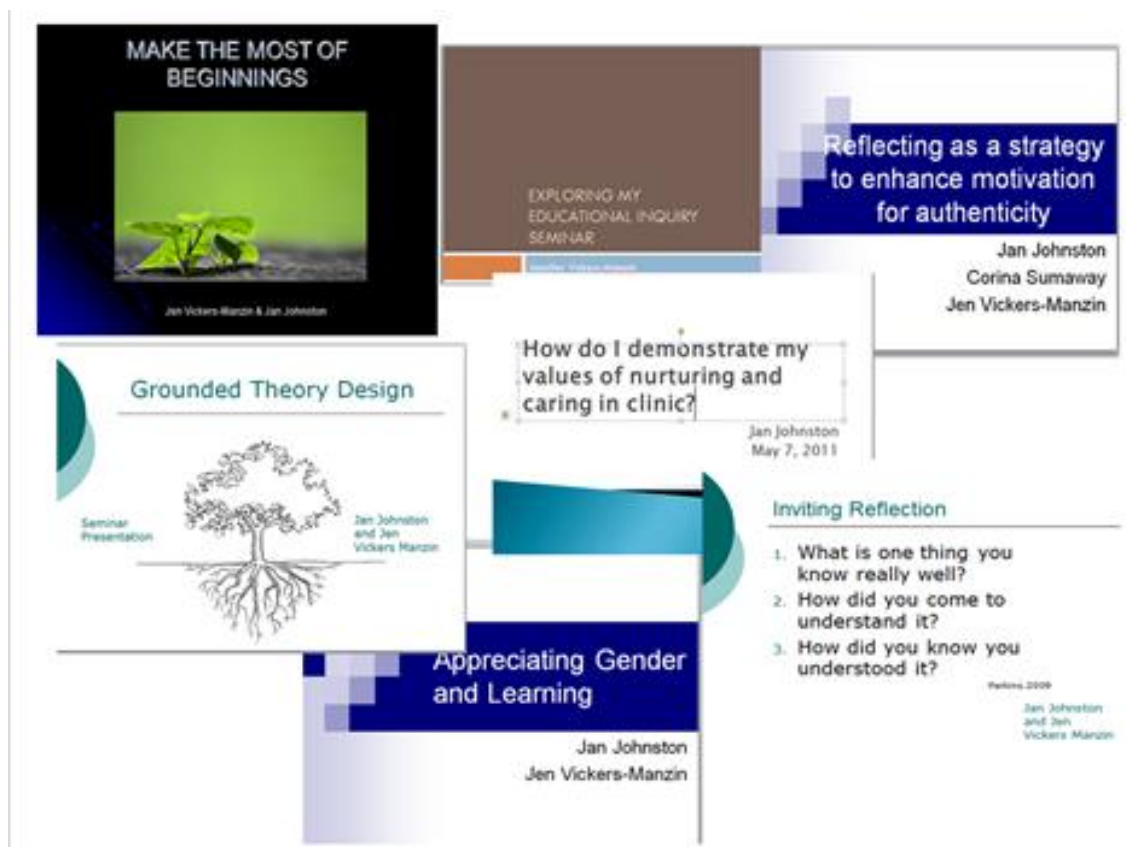 MAKE THE MOST OF
BEGINNINGS
Jen Vickers-Manzin & Jan Johnston
EXPLORING MY
EDUCATIONAL INQUIRY
SEMINAR
Jennifer Vickers-Manzin
Reflecting as a strategy
to enhance motivation
for authenticity
Jan Johnston
Corina Sumaway
Jen Vickers-Manzin
How do I demonstrate my
values of nurturing and
caring in clinic?
Jan Johnston
May 7, 2011
Grounded Theory Design
Seminar
Presentation
Jan Johnston
and Jen
Vickers Manzin
Inviting Reflection
1. What is one thing you
know really well?
2. How did you come to
understand it?
3. How did you know you
understood it?
Perkins,2009
Jan Johnston
and Jen
Vickers Manzin
Appreciating Gender
and Learning
Jan Johnston
Jen Vickers-Manzin